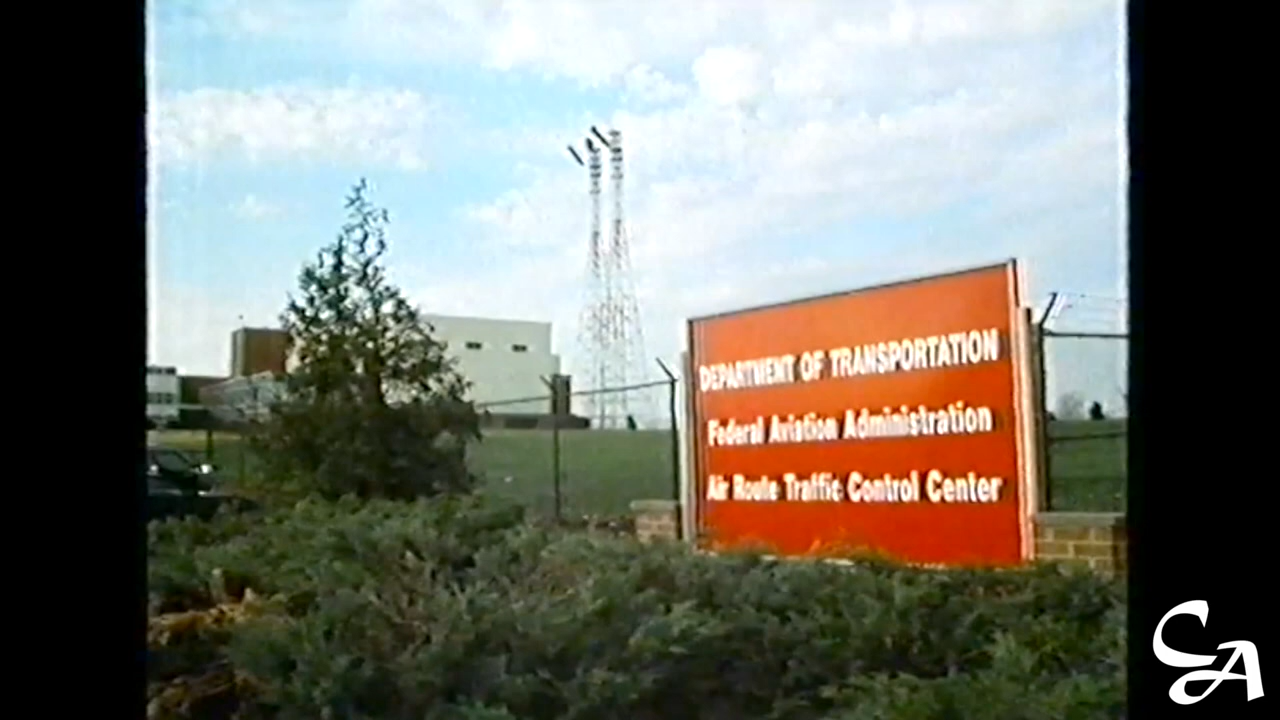 DEPARTMENT OF TRANSPORTATION
Federal Aviation Administration
Air Route Traffic Control Center
CA